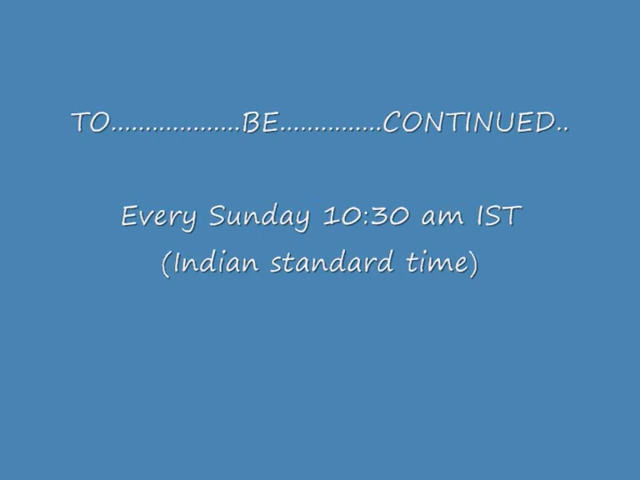 TO...................BE...............CONTINUED..
Every Sunday 10:30 am IST
(Indian standard time)